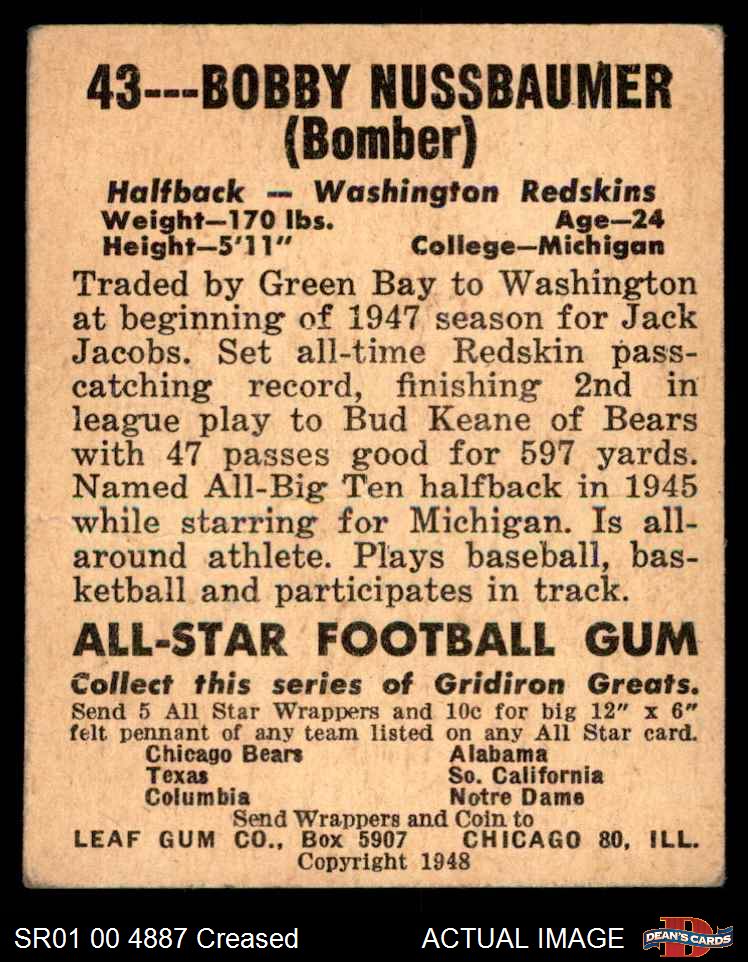 43---BOBBY NUSSBAUMER
(Bomber)
Halfback — Washington Redskins
Weight—170 lbs. Age—24
Height—5'11" College—Michigan
Traded by Green Bay to Washington
at beginning of 1947 season for Jack
Jacobs. Set all-time Redskin pass-
catching record, finishing 2nd in
league play to Bud Keane of Bears
with 47 passes good for 597 yards.
Named All-Big Ten halfback in 1945
while starring for Michigan. Is all-
around athlete. Plays baseball, bas-
ketball and participates in track.
ALL-STAR FOOTBALL GUM
Collect this series of Gridiron Greats.
Send 5 All Star Wrappers and 10c for big 12" x 6"
felt pennant of any team listed on any All Star card.
Chicago Bears Alabama
Texas So. California
Columbia Notre Dame
Send Wrappers and Coin to
LEAF GUM CO., Box 5907 CHICAGO 80, ILL.
Copyright 1948
SR01 00 4887 Creased ACTUAL IMAGE D DEAN'S CARDS